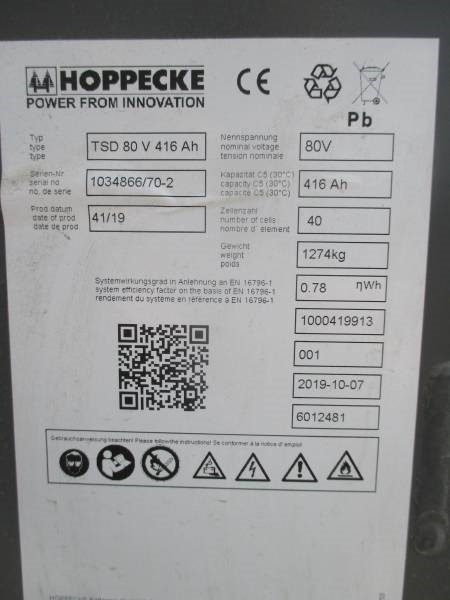 HOPPECKE
POWER FROM INNOVATION
CE
Pb
Typ
type
type
TSD 80 V 416 Ah
Nennspannung
nominal voltage
tension nominale
80V
Serien-Nr.
serial no
no. de serie
1034866/70-2
Kapazität C5 (30°C)
capacity C5 (30°C)
capacité C5 (30°C)
416 Ah
Prod datum
date of prod
date de prod
41/19
Zellenzahl
number of cells
nombre d' element
40
Gewicht
weight
poids
1274kg
Systemwirkungsgrad in Anlehnung an EN 16796-1
system efficiency factor on the basis of EN 16796-1
rendement du système en référence à EN 16796-1
0.78 ηWh
1000419913
001
2019-10-07
6012481
Gebrauchsanweisung beachten! Please follow the instructions! Se conformer à la notice d' emploi